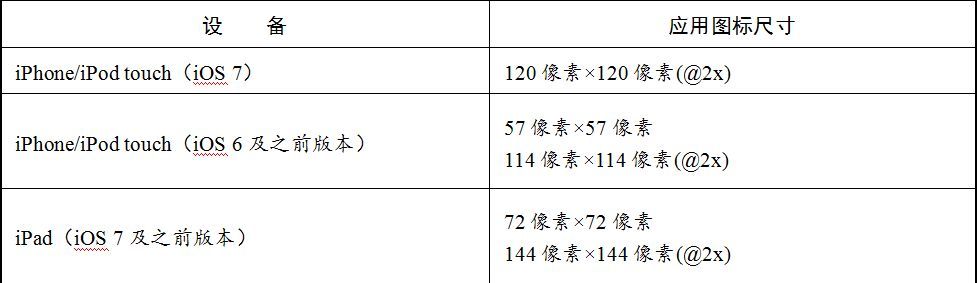 设 备 应用图标尺寸
iPhone/iPod touch（iOS 7） 120 像素×120 像素(@2x)
iPhone/iPod touch（iOS 6 及之前版本） 57 像素×57 像素
114 像素×114 像素(@2x)
iPad（iOS 7 及之前版本） 72 像素×72 像素
144 像素×144 像素(@2x)